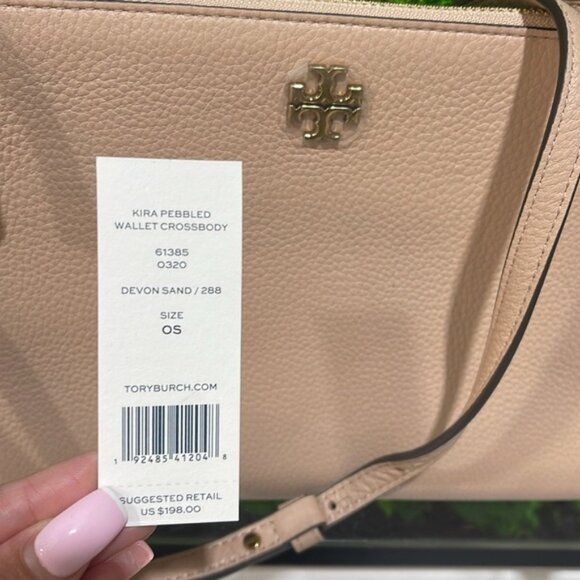 KIRA PEBBLED
WALLET CROSSBODY
61385
0320
DEVON SAND / 288
SIZE
OS
TORYBURCH.COM
1 92485 41204 8
SUGGESTED RETAIL
US $198.00